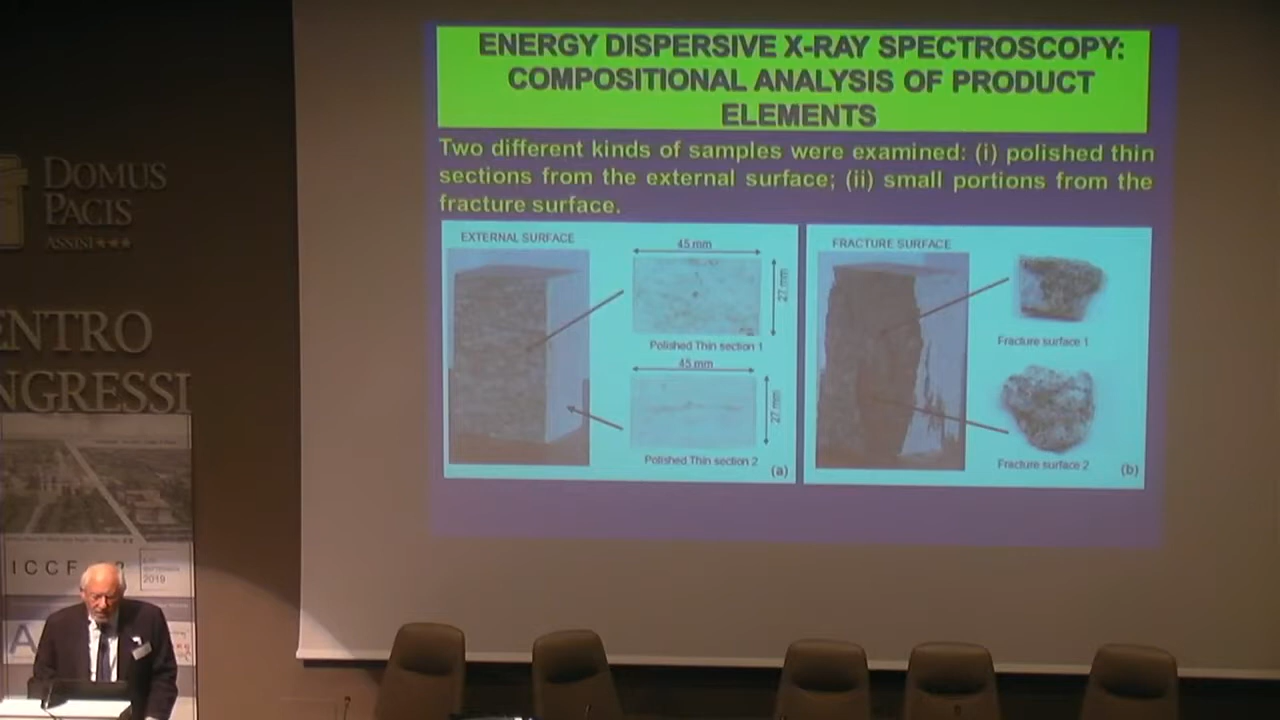 ENERGY DISPERSIVE X-RAY SPECTROSCOPY:
COMPOSITIONAL ANALYSIS OF PRODUCT
ELEMENTS
Two different kinds of samples were examined: (i) polished thin
sections from the external surface; (ii) small portions from the
fracture surface.
EXTERNAL SURFACE
45 mm
27 mm
Polished Thin section 1
45 mm
27 mm
Polished Thin section 2
(a)
FRACTURE SURFACE
Fracture surface 1
Fracture surface 2
(b)
DOMUS
PACIS
ASSISI★★★
ENTRO
NGRESSI
ICCF
2019
A